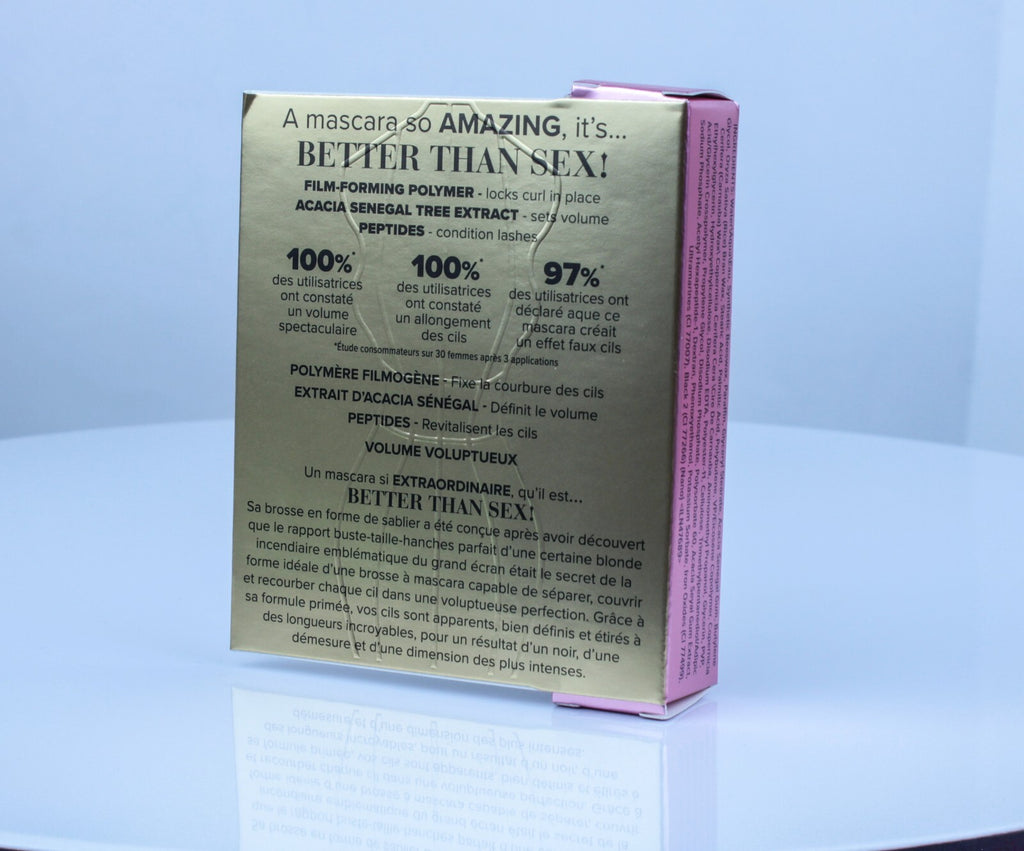 A mascara so AMAZING, it's...
BETTER THAN SEX!
FILM-FORMING POLYMER - locks curl in place
ACACIA SENEGAL TREE EXTRACT - sets volume
PEPTIDES - condition lashes
100%*
des utilisatrices
ont constaté
un volume
spectaculaire
100%*
des utilisatrices
ont constaté
un allongement
des cils
97%*
des utilisatrices ont
déclaré aque ce
mascara créait
un effet faux cils
*Étude consommateurs sur 30 femmes après 3 applications
POLYMÈRE FILMOGÈNE - Fixe la courbure des cils
EXTRAIT D'ACACIA SÉNÉGAL - Définit le volume
PEPTIDES - Revitalisent les cils
VOLUME VOLUPTUEUX
Un mascara si EXTRAORDINAIRE, qu'il est...
BETTER THAN SEX!
Sa brosse en forme de sablier a été conçue après avoir découvert
que le rapport buste-taille-hanches parfait d'une certaine blonde
incendiaire emblématique du grand écran était le secret de la
forme idéale d'une brosse à mascara capable de séparer, couvrir
et recourber chaque cil dans une voluptueuse perfection. Grâce à
sa formule primée, vos cils sont apparents, bien définis et étirés à
des longueurs incroyables, pour un résultat d'un noir, d'une
démesure et d'une dimension des plus intenses.